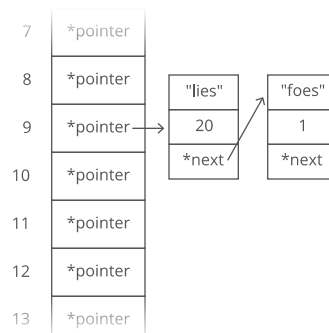 7 *pointer
8 *pointer
"lies" "foes"
9 *pointer 20 1
*next *next
10 *pointer
11 *pointer
12 *pointer
13 *pointer